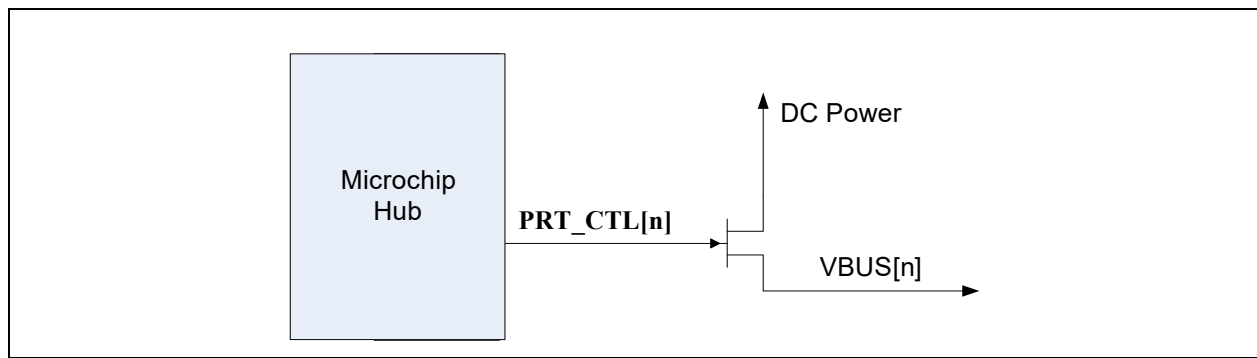 DC Power
Microchip
Hub
PRT_CTL[n]
VBUS[n]